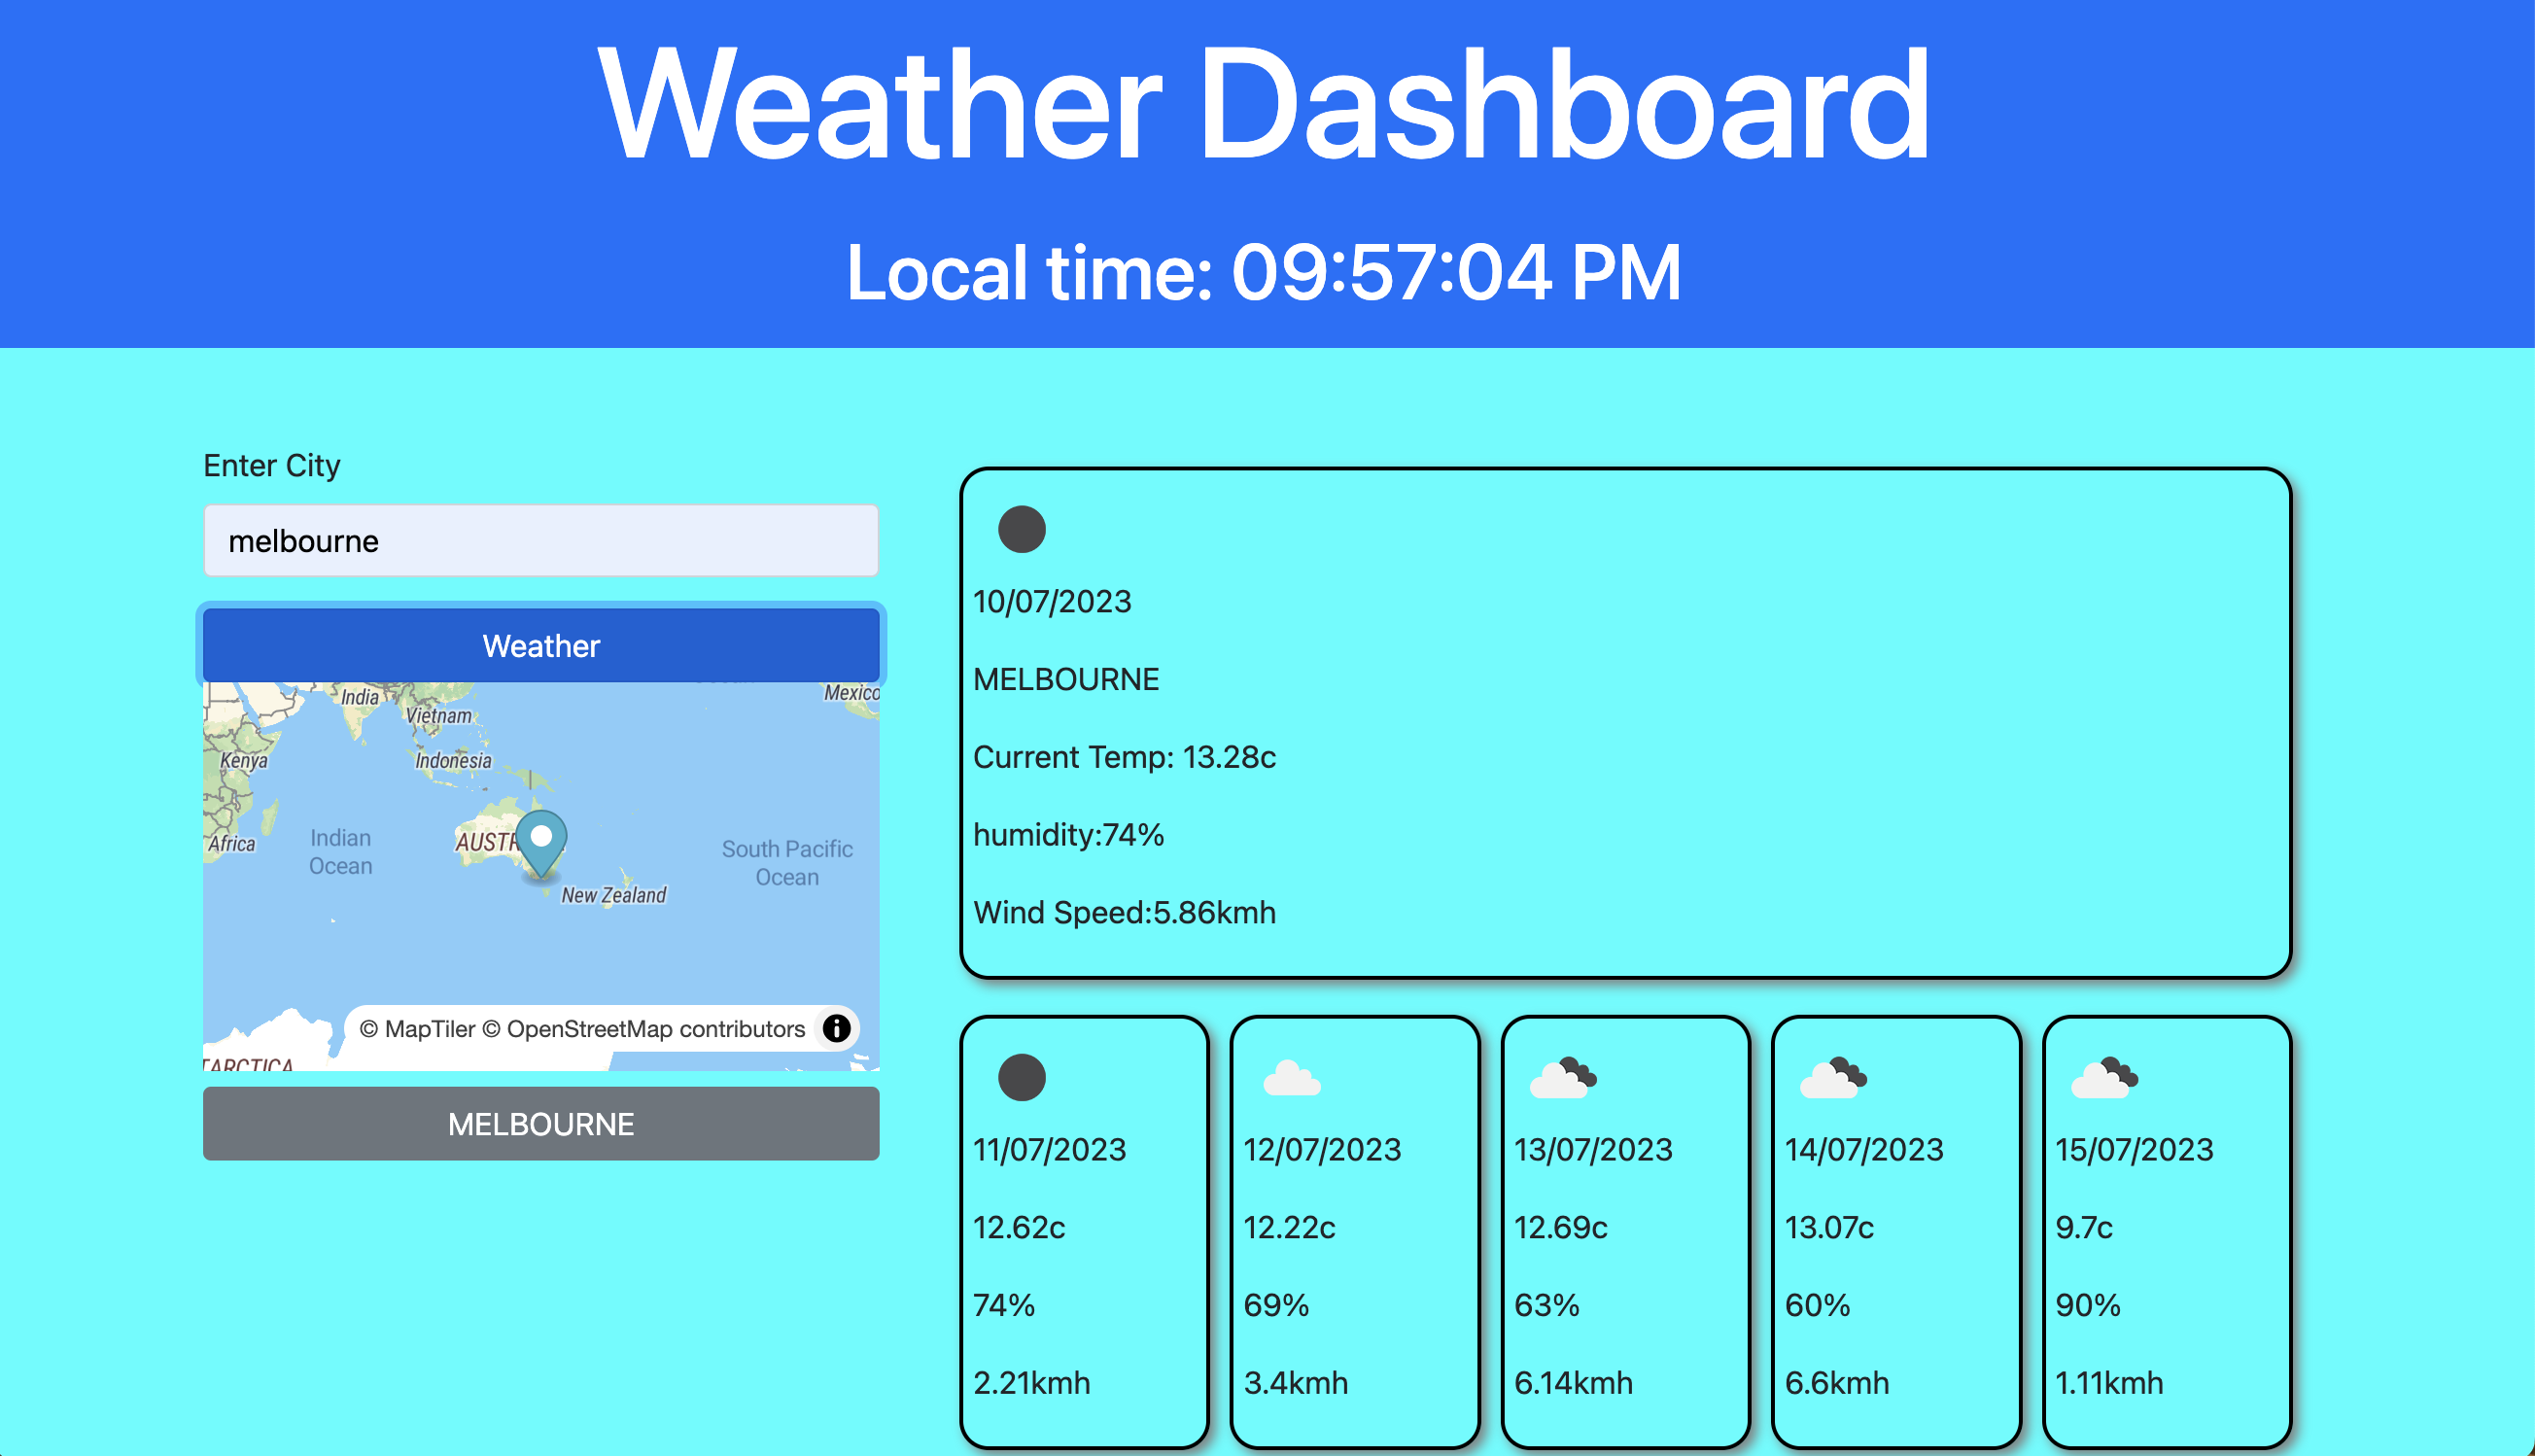 Weather Dashboard
Local time: 09:57:04 PM
Enter City
melbourne
Weather
India
Mexico
Vietnam
Kenya
Indonesia
Africa
Indian
Ocean
AUSTR
South Pacific
Ocean
New Zealand
© MapTiler © OpenStreetMap contributors
TARCTICA
MELBOURNE
10/07/2023
MELBOURNE
Current Temp: 13.28c
humidity:74%
Wind Speed:5.86kmh
11/07/2023
12.62c
74%
2.21kmh
12/07/2023
12.22c
69%
3.4kmh
13/07/2023
12.69c
63%
6.14kmh
14/07/2023
13.07c
60%
6.6kmh
15/07/2023
9.7c
90%
1.11kmh